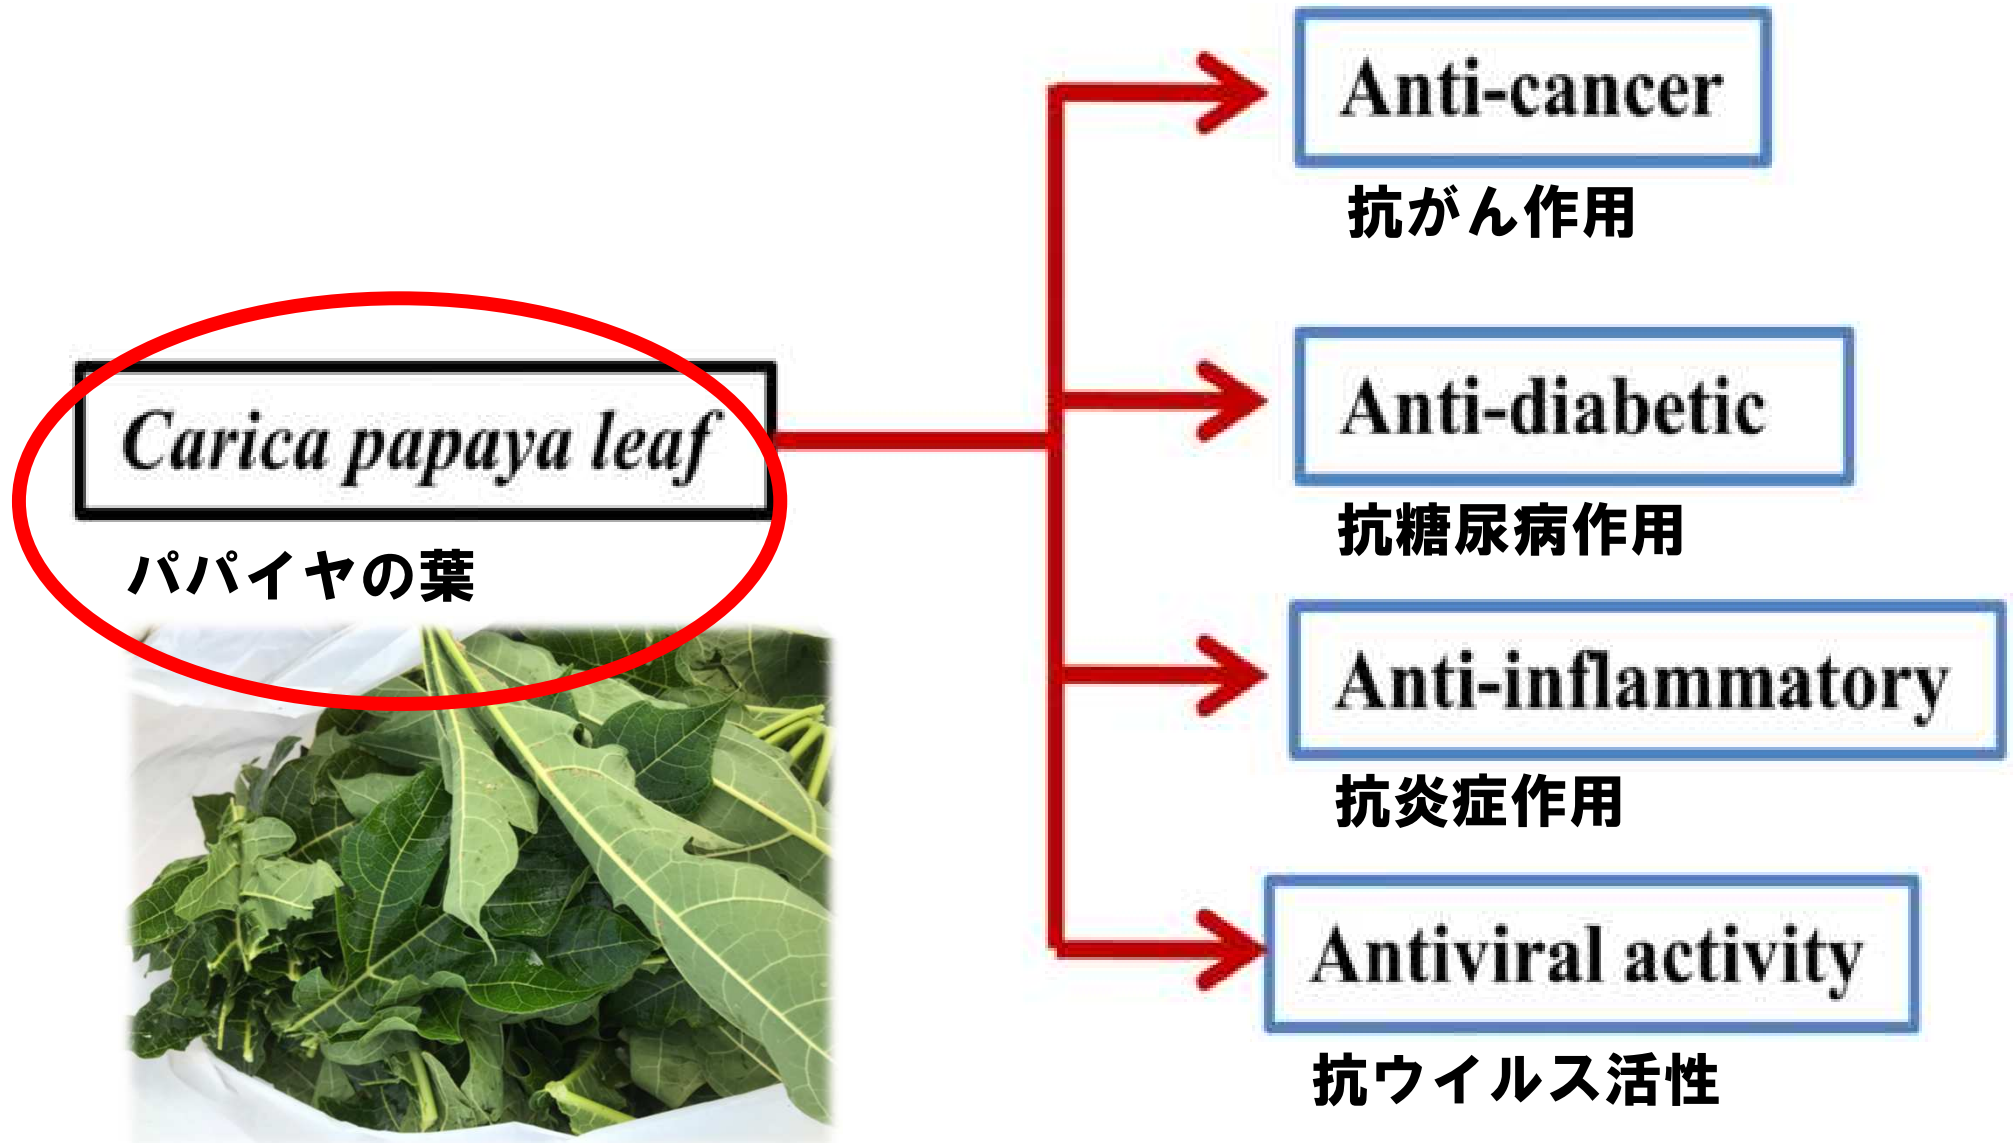 Carica papaya leaf
パパイヤの葉
Anti-cancer
抗がん作用
Anti-diabetic
抗糖尿病作用
Anti-inflammatory
抗炎症作用
Antiviral activity
抗ウイルス活性